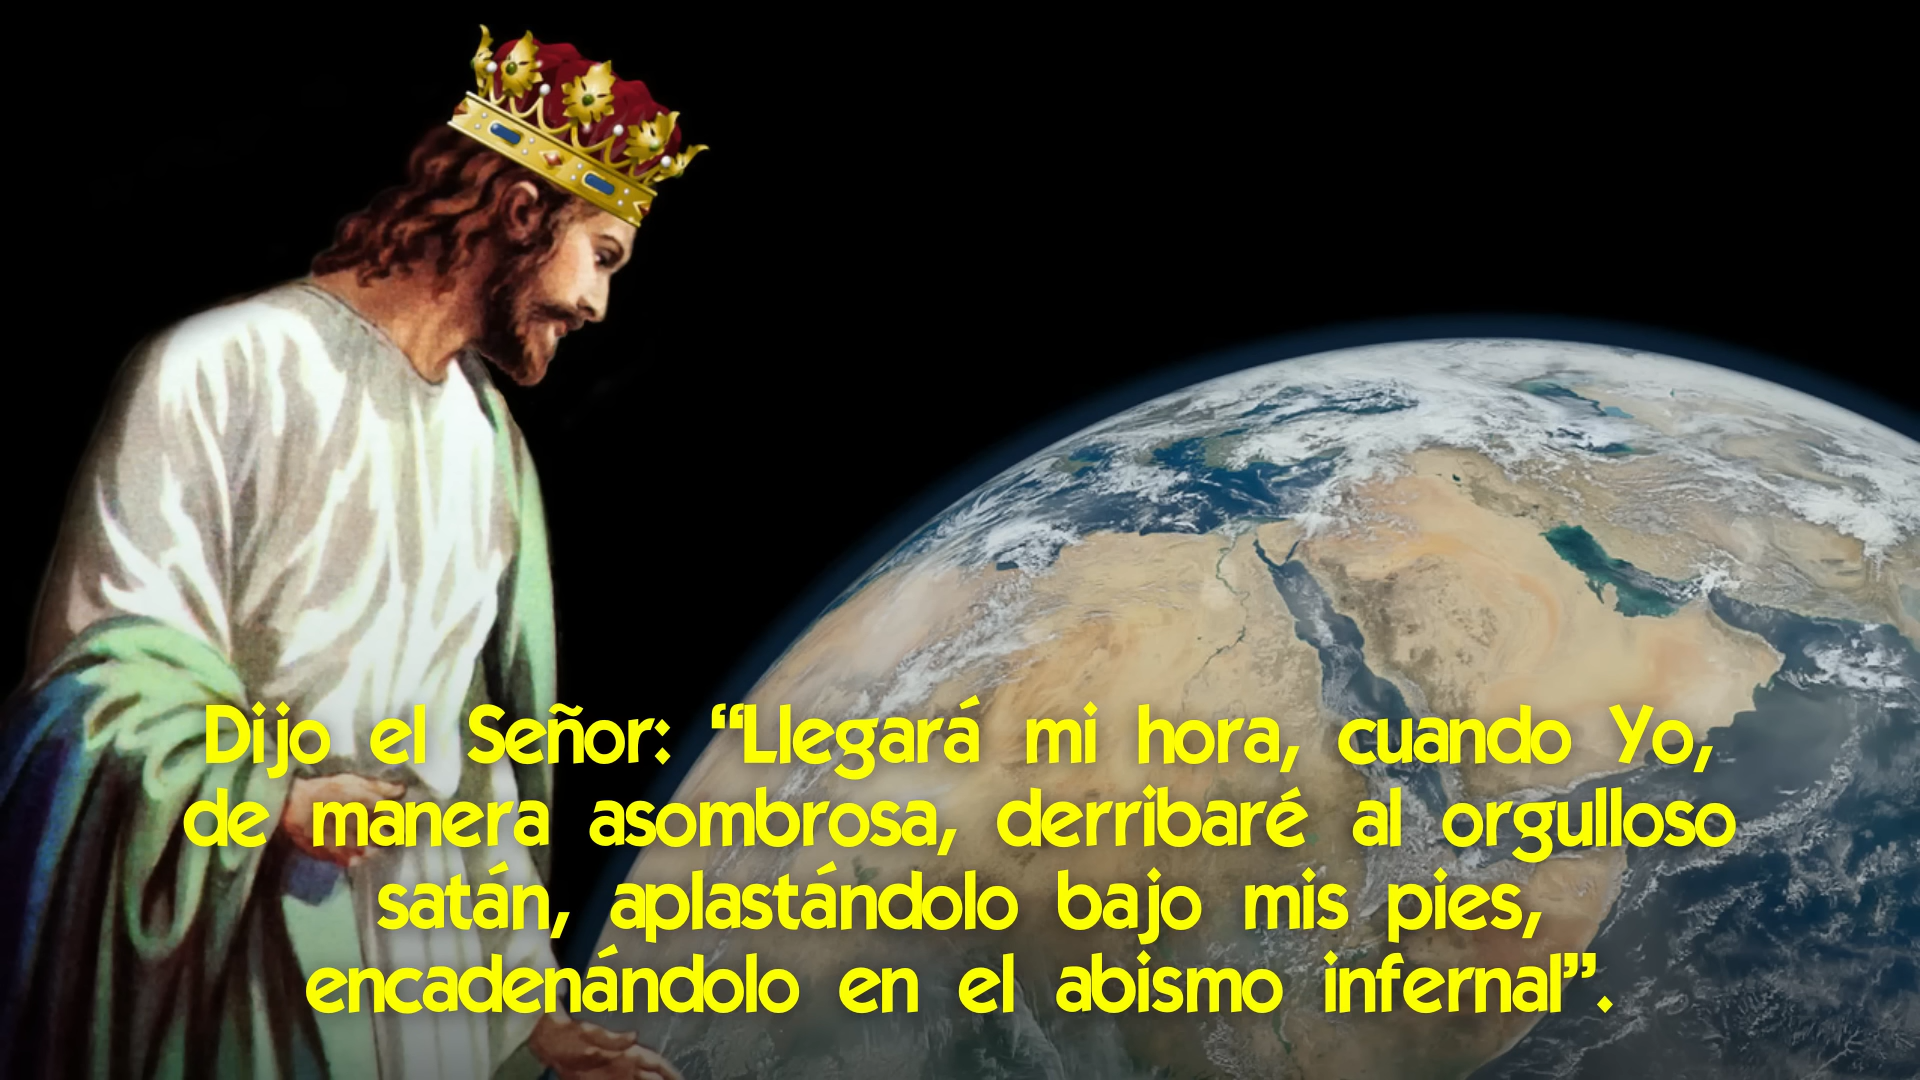 Dijo el Señor: “Llegará mi hora, cuando Yo,
de manera asombrosa, derribaré al orgulloso
satán, aplastándolo bajo mis pies,
encadenándolo en el abismo infernal”.